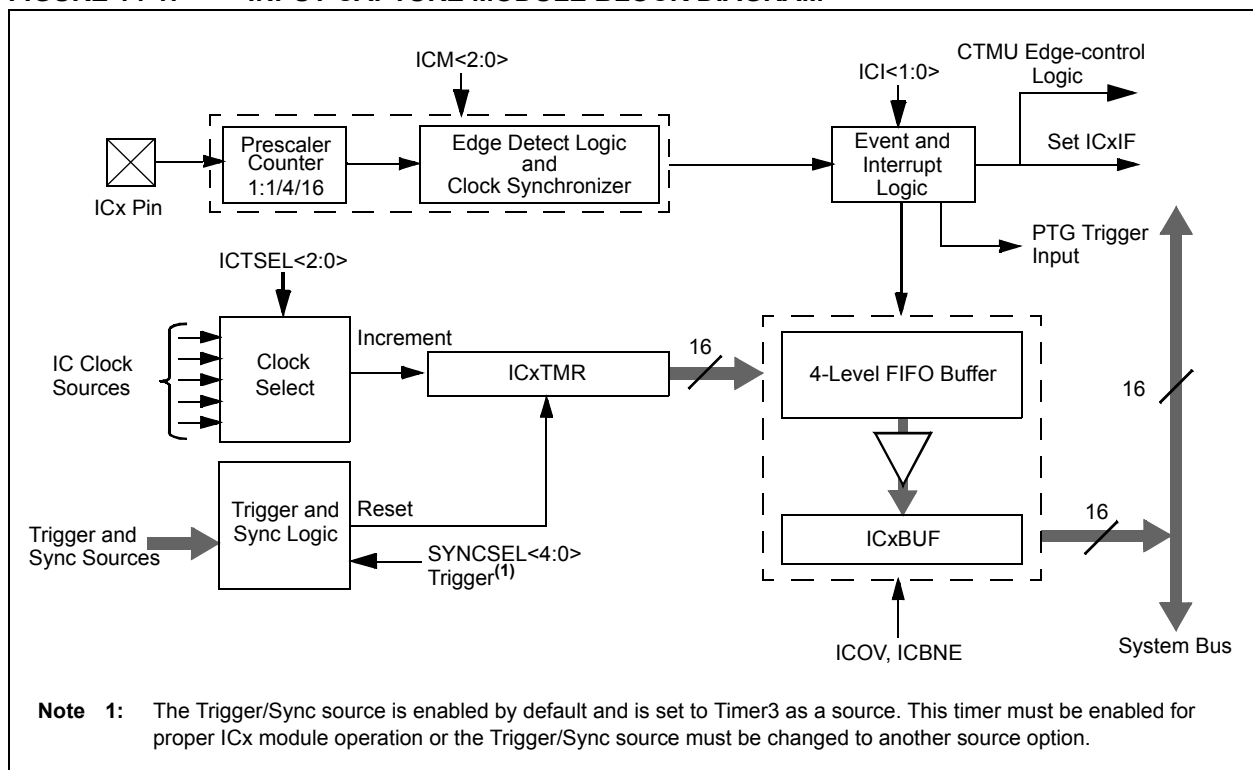 ICM<2:0>
ICI<1:0>
CTMU Edge-control
Logic
Prescaler
Counter
1:1/4/16
Edge Detect Logic
and
Clock Synchronizer
Event and
Interrupt
Logic
Set ICxIF
ICx Pin
PTG Trigger
Input
ICTSEL<2:0>
IC Clock
Sources
Clock
Select
Increment
ICxTMR
16
4-Level FIFO Buffer
16
Trigger and
Sync Sources
Trigger and
Sync Logic
Reset
SYNCSEL<4:0>
Trigger(1)
ICxBUF
16
ICOV, ICBNE
System Bus
Note 1: The Trigger/Sync source is enabled by default and is set to Timer3 as a source. This timer must be enabled for
proper ICx module operation or the Trigger/Sync source must be changed to another source option.